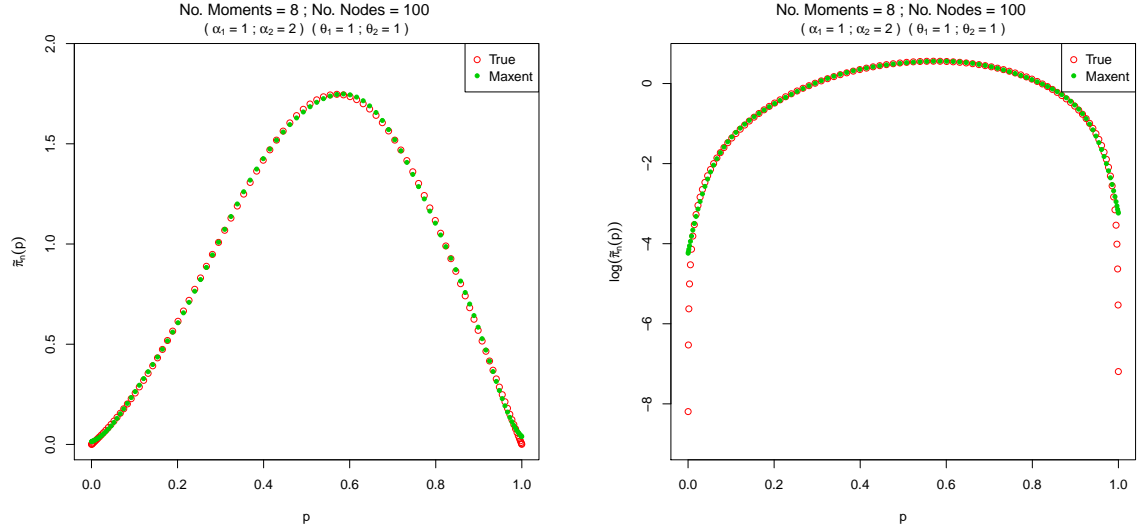 No. Moments = 8 ; No. Nodes = 100
( α₁ = 1 ; α₂ = 2 ) ( θ₁ = 1 ; θ₂ = 1 )
True
Maxent
π̃ₙ(p)
2.0
1.5
1.0
0.5
0.0
0.0 0.2 0.4 0.6 0.8 1.0
p
No. Moments = 8 ; No. Nodes = 100
( α₁ = 1 ; α₂ = 2 ) ( θ₁ = 1 ; θ₂ = 1 )
True
Maxent
log(π̃ₙ(p))
0
−2
−4
−6
−8
0.0 0.2 0.4 0.6 0.8 1.0
p